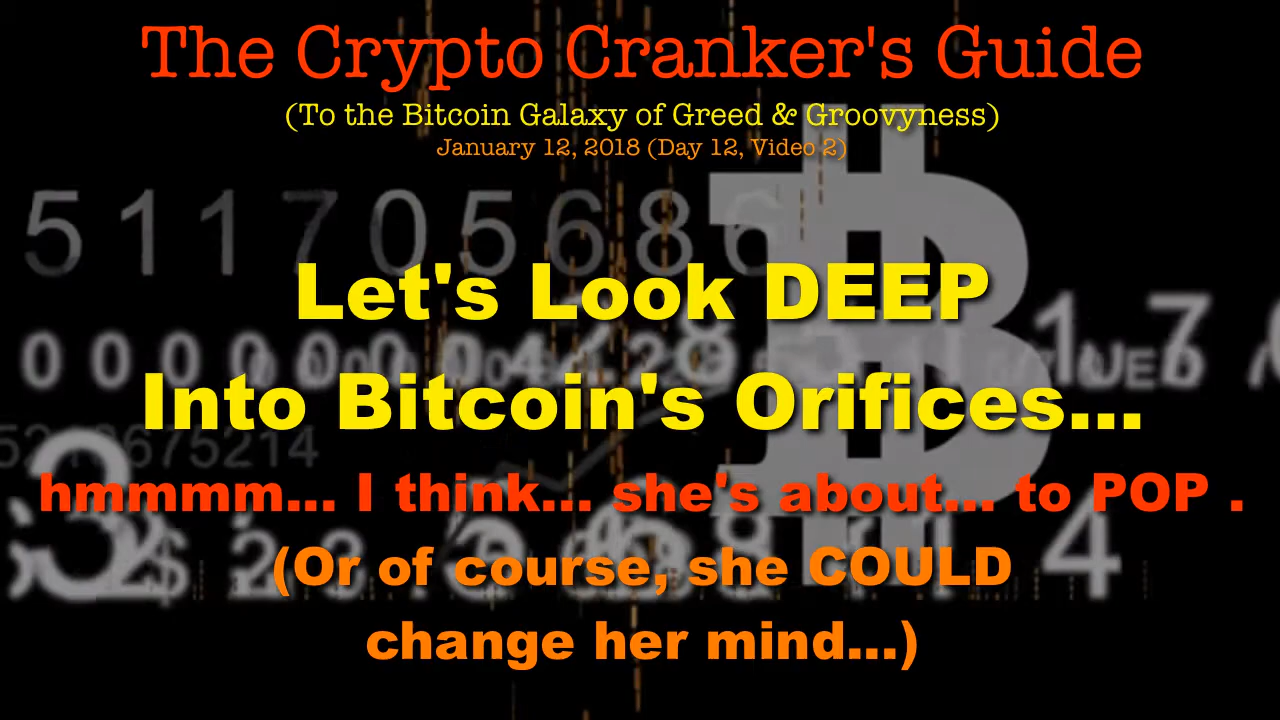 The Crypto Cranker's Guide
(To the Bitcoin Galaxy of Greed & Groovyness)
January 12, 2018 (Day 12, Video 2)
5117056866
Let's Look DEEP
Into Bitcoin's Orifices...
5214
hmmmm... I think... she's about... to POP .
(Or of course, she COULD
change her mind...)